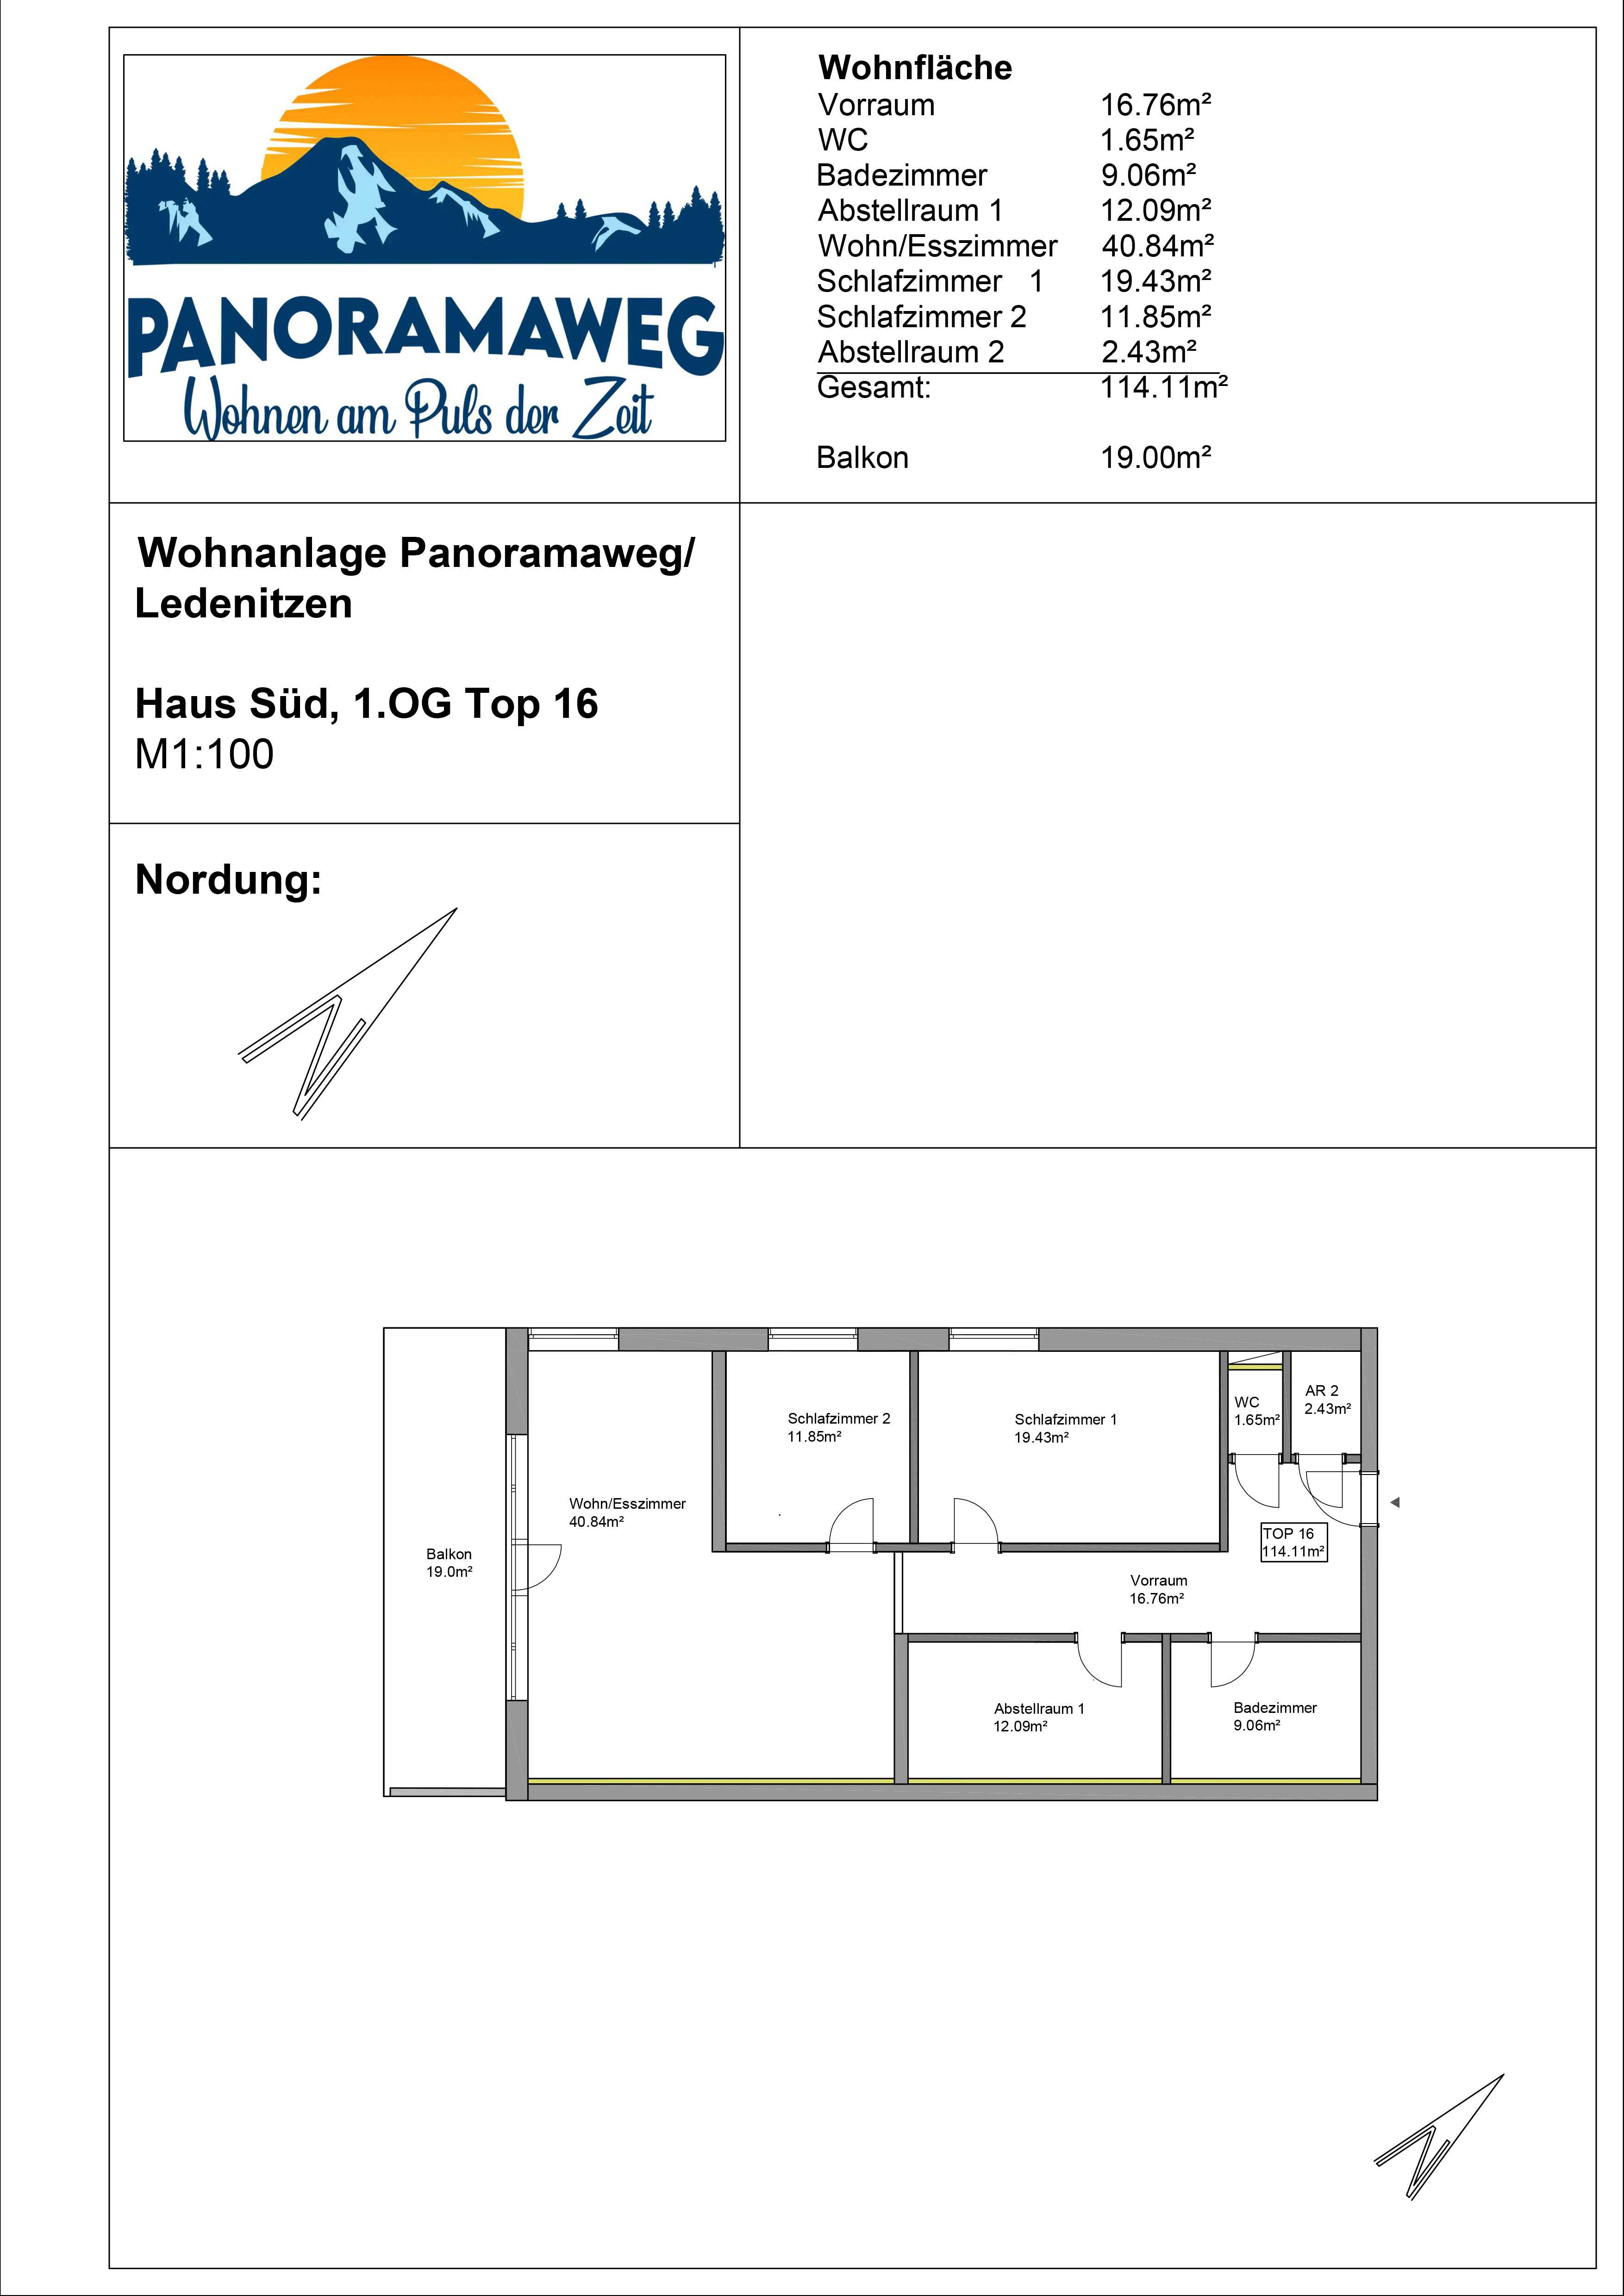 PANORAMAWEG
Wohnen am Puls der Zeit
Wohnfläche
Vorraum 16.76m²
WC 1.65m²
Badezimmer 9.06m²
Abstellraum 1 12.09m²
Wohn/Esszimmer 40.84m²
Schlafzimmer 1 19.43m²
Schlafzimmer 2 11.85m²
Abstellraum 2 2.43m²
Gesamt: 114.11m²
Balkon 19.00m²
Wohnanlage Panoramaweg/
Ledenitzen
Haus Süd, 1.OG Top 16
M1:100
Nordung:
N
Balkon
19.0m²
Wohn/Esszimmer
40.84m²
Schlafzimmer 2
11.85m²
Schlafzimmer 1
19.43m²
WC
1.65m²
AR 2
2.43m²
TOP 16
114.11m²
Vorraum
16.76m²
Abstellraum 1
12.09m²
Badezimmer
9.06m²
N